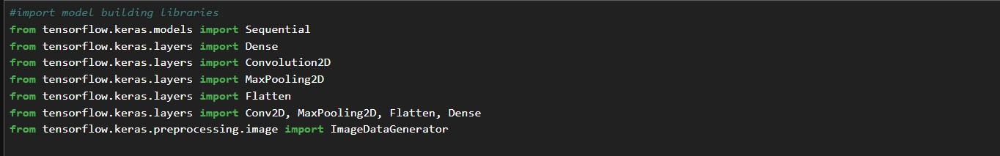 #import model building libraries
from tensorflow.keras.models import Sequential
from tensorflow.keras.layers import Dense
from tensorflow.keras.layers import Convolution2D
from tensorflow.keras.layers import MaxPooling2D
from tensorflow.keras.layers import Flatten
from tensorflow.keras.layers import Conv2D, MaxPooling2D, Flatten, Dense
from tensorflow.keras.preprocessing.image import ImageDataGenerator